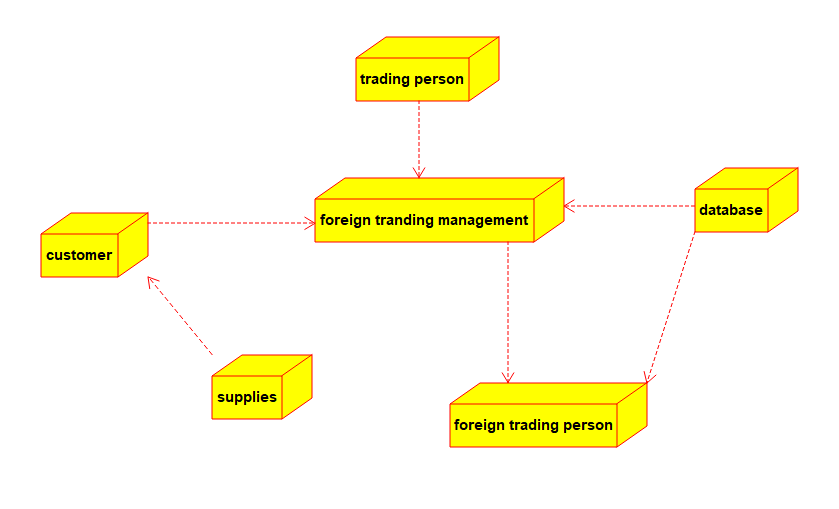 trading person
foreign tranding management
database
customer
supplies
foreign trading person